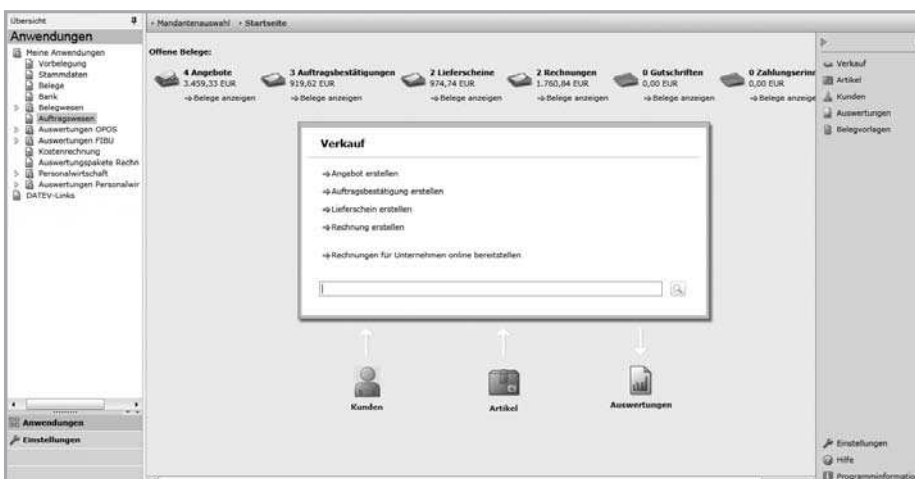 Übersicht
Anwendungen
Meine Anwendungen
Vorbelegung
Stammdaten
Belege
Bank
Belegwesen
Auftragswesen
Auswertungen OPOS
Auswertungen FIBU
Kostenrechnung
Auswertungspakete Rechn
Personalwirtschaft
Auswertungen Personalwir
DATEV-Links
Anwendungen
Einstellungen
Mandantenauswahl Startseite
Offene Belege:
4 Angebote
3.459,33 EUR
Belege anzeigen
3 Auftragsbestätigungen
919,62 EUR
Belege anzeigen
2 Lieferscheine
974,74 EUR
Belege anzeigen
2 Rechnungen
1.760,84 EUR
Belege anzeigen
0 Gutschriften
0,00 EUR
Belege anzeigen
0 Zahlungserinn
0,00 EUR
Belege anzeige
Verkauf
Angebot erstellen
Auftragsbestätigung erstellen
Lieferschein erstellen
Rechnung erstellen
Rechnungen für Unternehmen online bereitstellen
Kunden
Artikel
Auswertungen
Verkauf
Artikel
Kunden
Auswertungen
Belegvorlagen
Einstellungen
Hilfe
Programminformatio